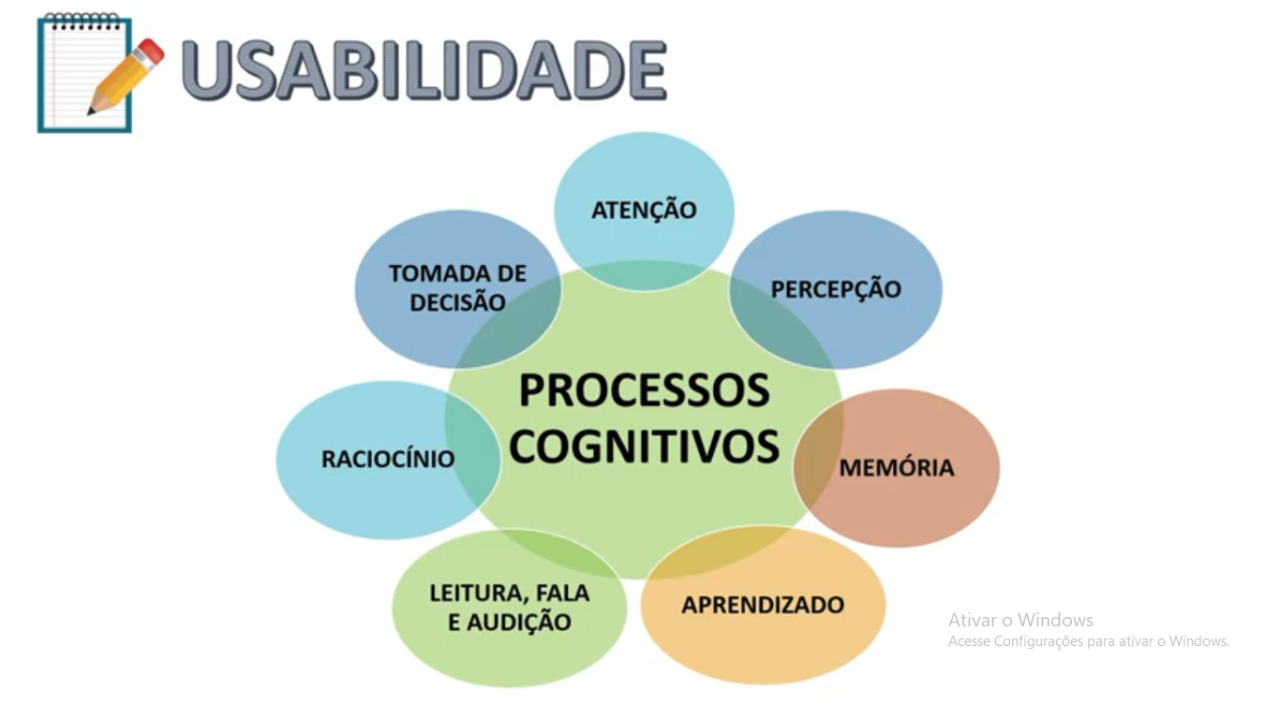 USABILIDADE
ATENÇÃO
TOMADA DE
DECISÃO
PERCEPÇÃO
PROCESSOS
COGNITIVOS
RACIOCÍNIO
MEMÓRIA
LEITURA, FALA
E AUDIÇÃO
APRENDIZADO
Ativar o Windows
Acesse Configurações para ativar o Windows.